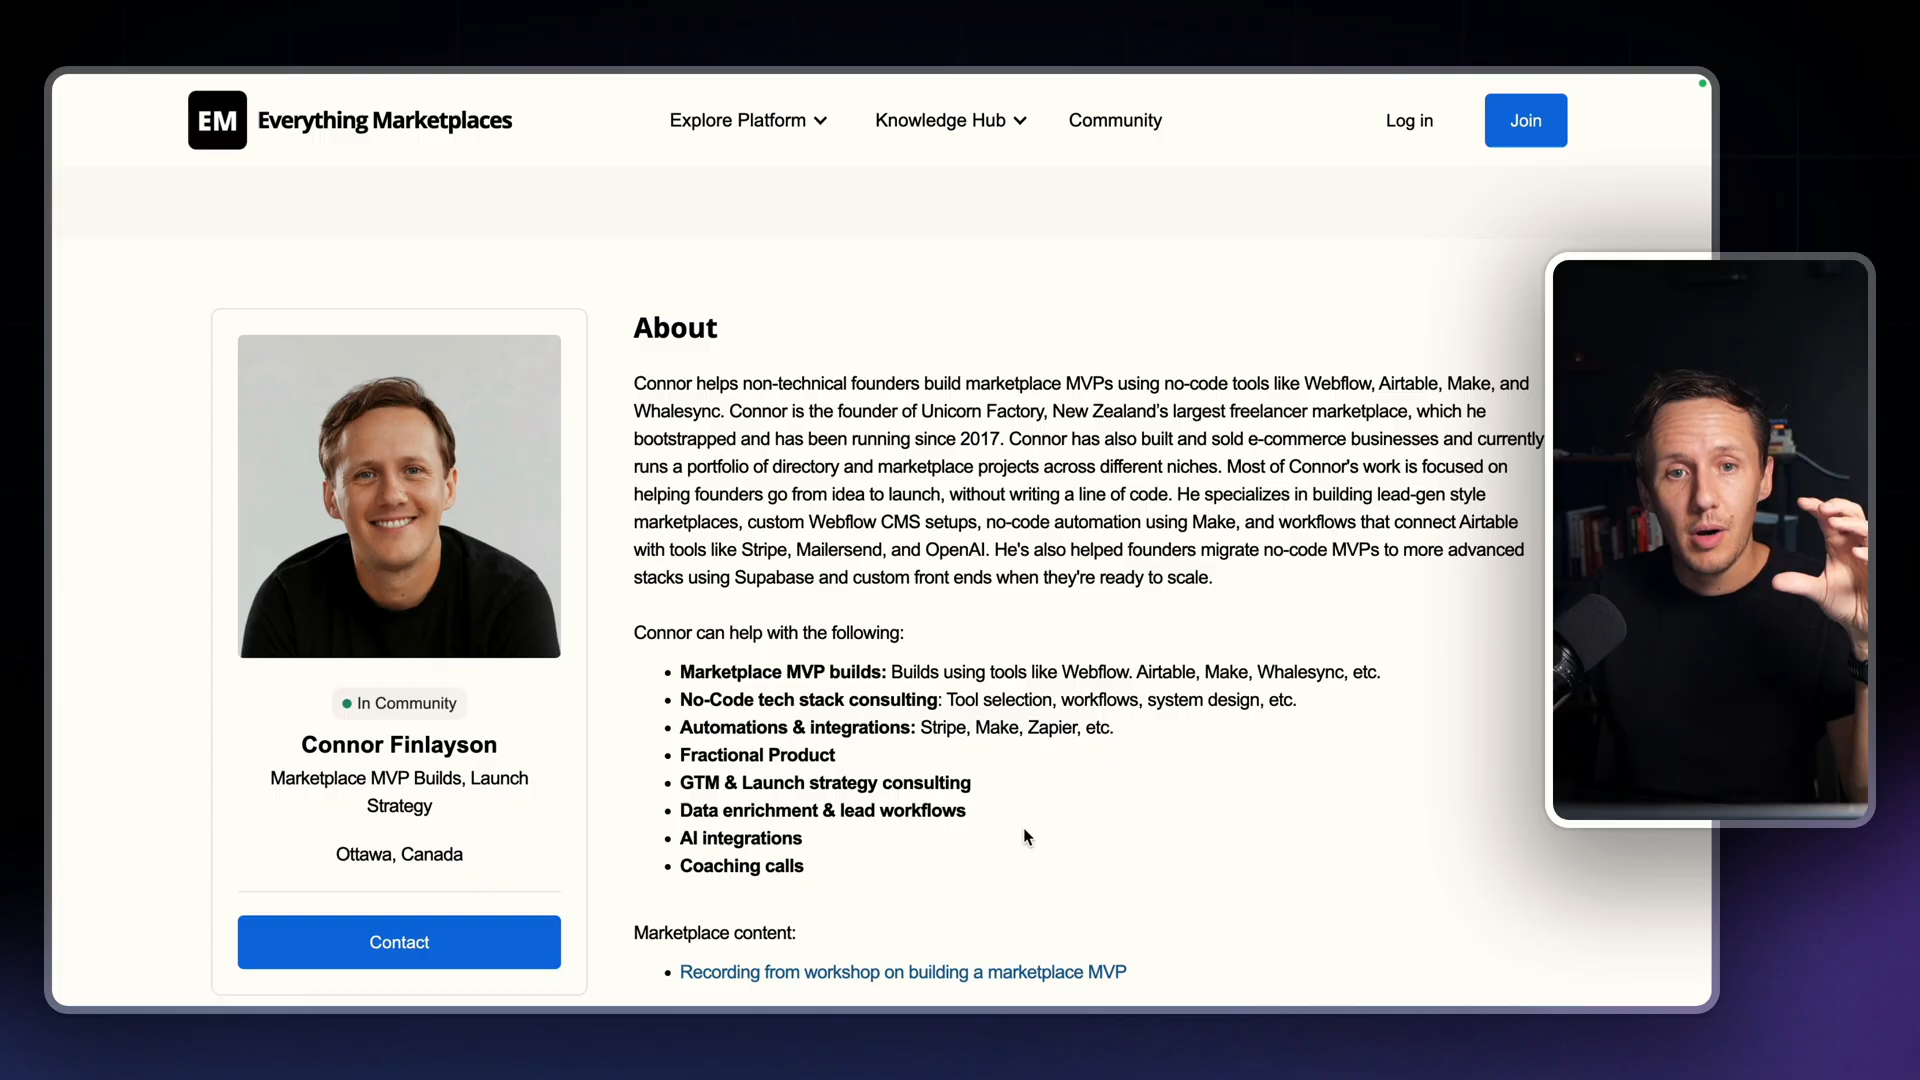 EM Everything Marketplaces
Explore Platform
Knowledge Hub
Community
Log in
Join
In Community
Connor Finlayson
Marketplace MVP Builds, Launch
Strategy
Ottawa, Canada
Contact
About
Connor helps non-technical founders build marketplace MVPs using no-code tools like Webflow, Airtable, Make, and
Whalesync. Connor is the founder of Unicorn Factory, New Zealand's largest freelancer marketplace, which he
bootstrapped and has been running since 2017. Connor has also built and sold e-commerce businesses and currently
runs a portfolio of directory and marketplace projects across different niches. Most of Connor's work is focused on
helping founders go from idea to launch, without writing a line of code. He specializes in building lead-gen style
marketplaces, custom Webflow CMS setups, no-code automation using Make, and workflows that connect Airtable
with tools like Stripe, Mailersend, and OpenAI. He's also helped founders migrate no-code MVPs to more advanced
stacks using Supabase and custom front ends when they're ready to scale.
Connor can help with the following:
• Marketplace MVP builds: Builds using tools like Webflow. Airtable, Make, Whalesync, etc.
• No-Code tech stack consulting: Tool selection, workflows, system design, etc.
• Automations & integrations: Stripe, Make, Zapier, etc.
• Fractional Product
• GTM & Launch strategy consulting
• Data enrichment & lead workflows
• AI integrations
• Coaching calls
Marketplace content:
• Recording from workshop on building a marketplace MVP